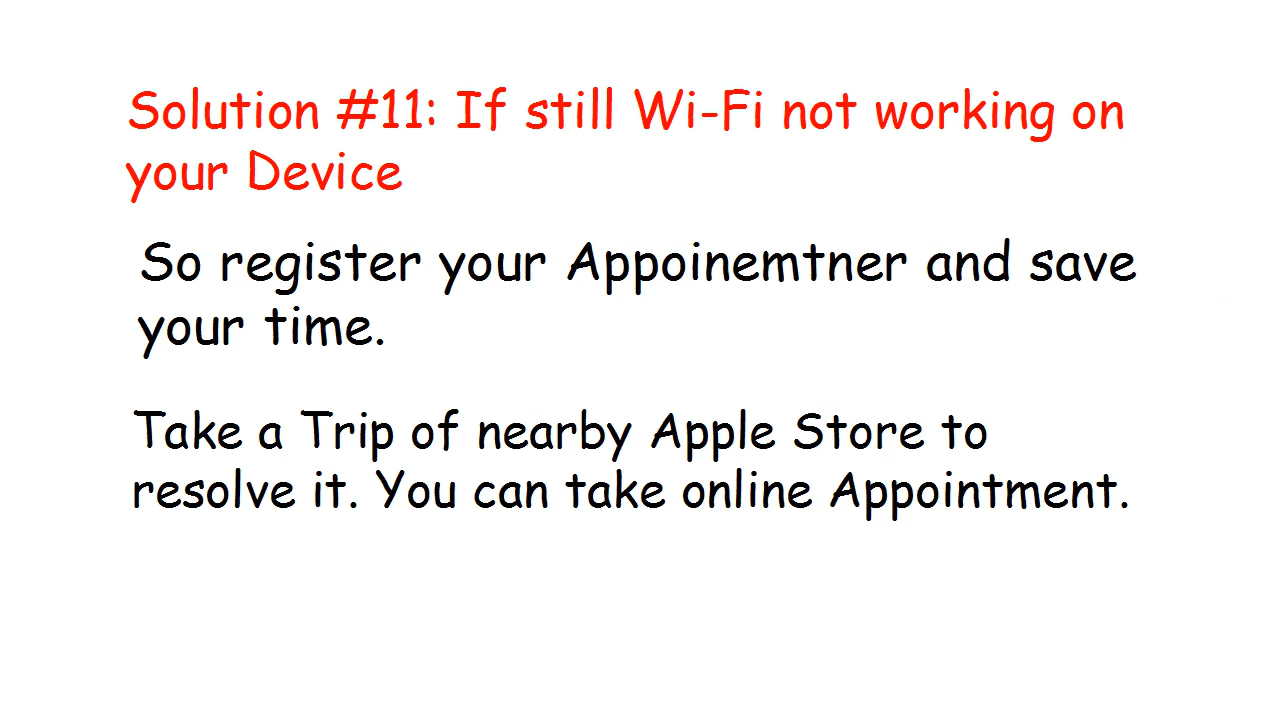 Solution #11: If still Wi-Fi not working on
your Device
So register your Appoinemtner and save
your time.
Take a Trip of nearby Apple Store to
resolve it. You can take online Appointment.